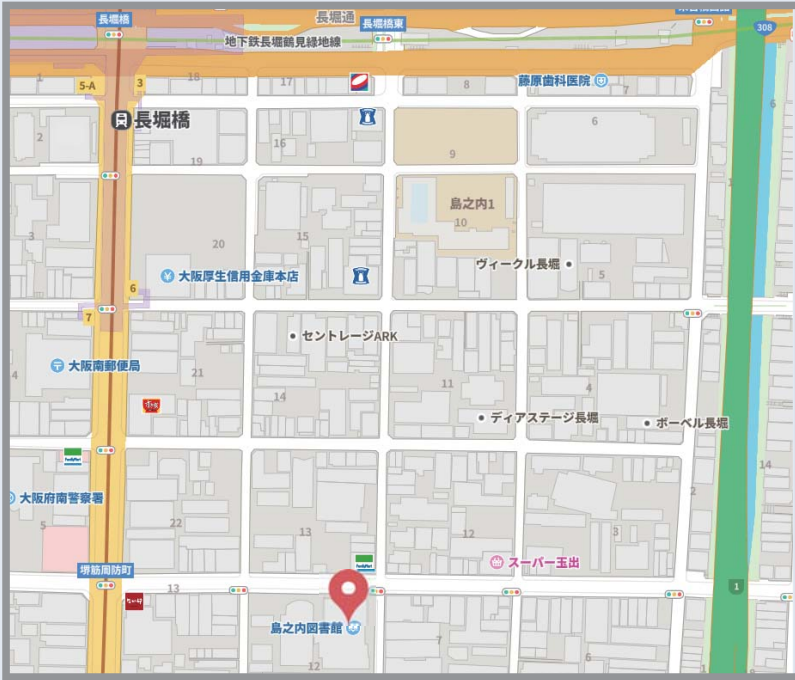 長堀橋
長堀通
長堀橋東
308
地下鉄長堀鶴見緑地線
5-A
3
1
18
17
8
藤原歯科医院
7
長堀橋
2
16
9
6
6
19
島之内1
10
3
20
15
ヴィークル長堀
5
大阪厚生信用金庫本店
6
7
セントレージARK
大阪南郵便局
4
21
14
11
4
ディアステージ長堀
ボーベル長堀
FamilyMart
14
大阪府南警察署
2
5
22
13
12
3
スーパー玉出
FamilyMart
堺筋周防町
13
1
島之内図書館
7
12
6
1